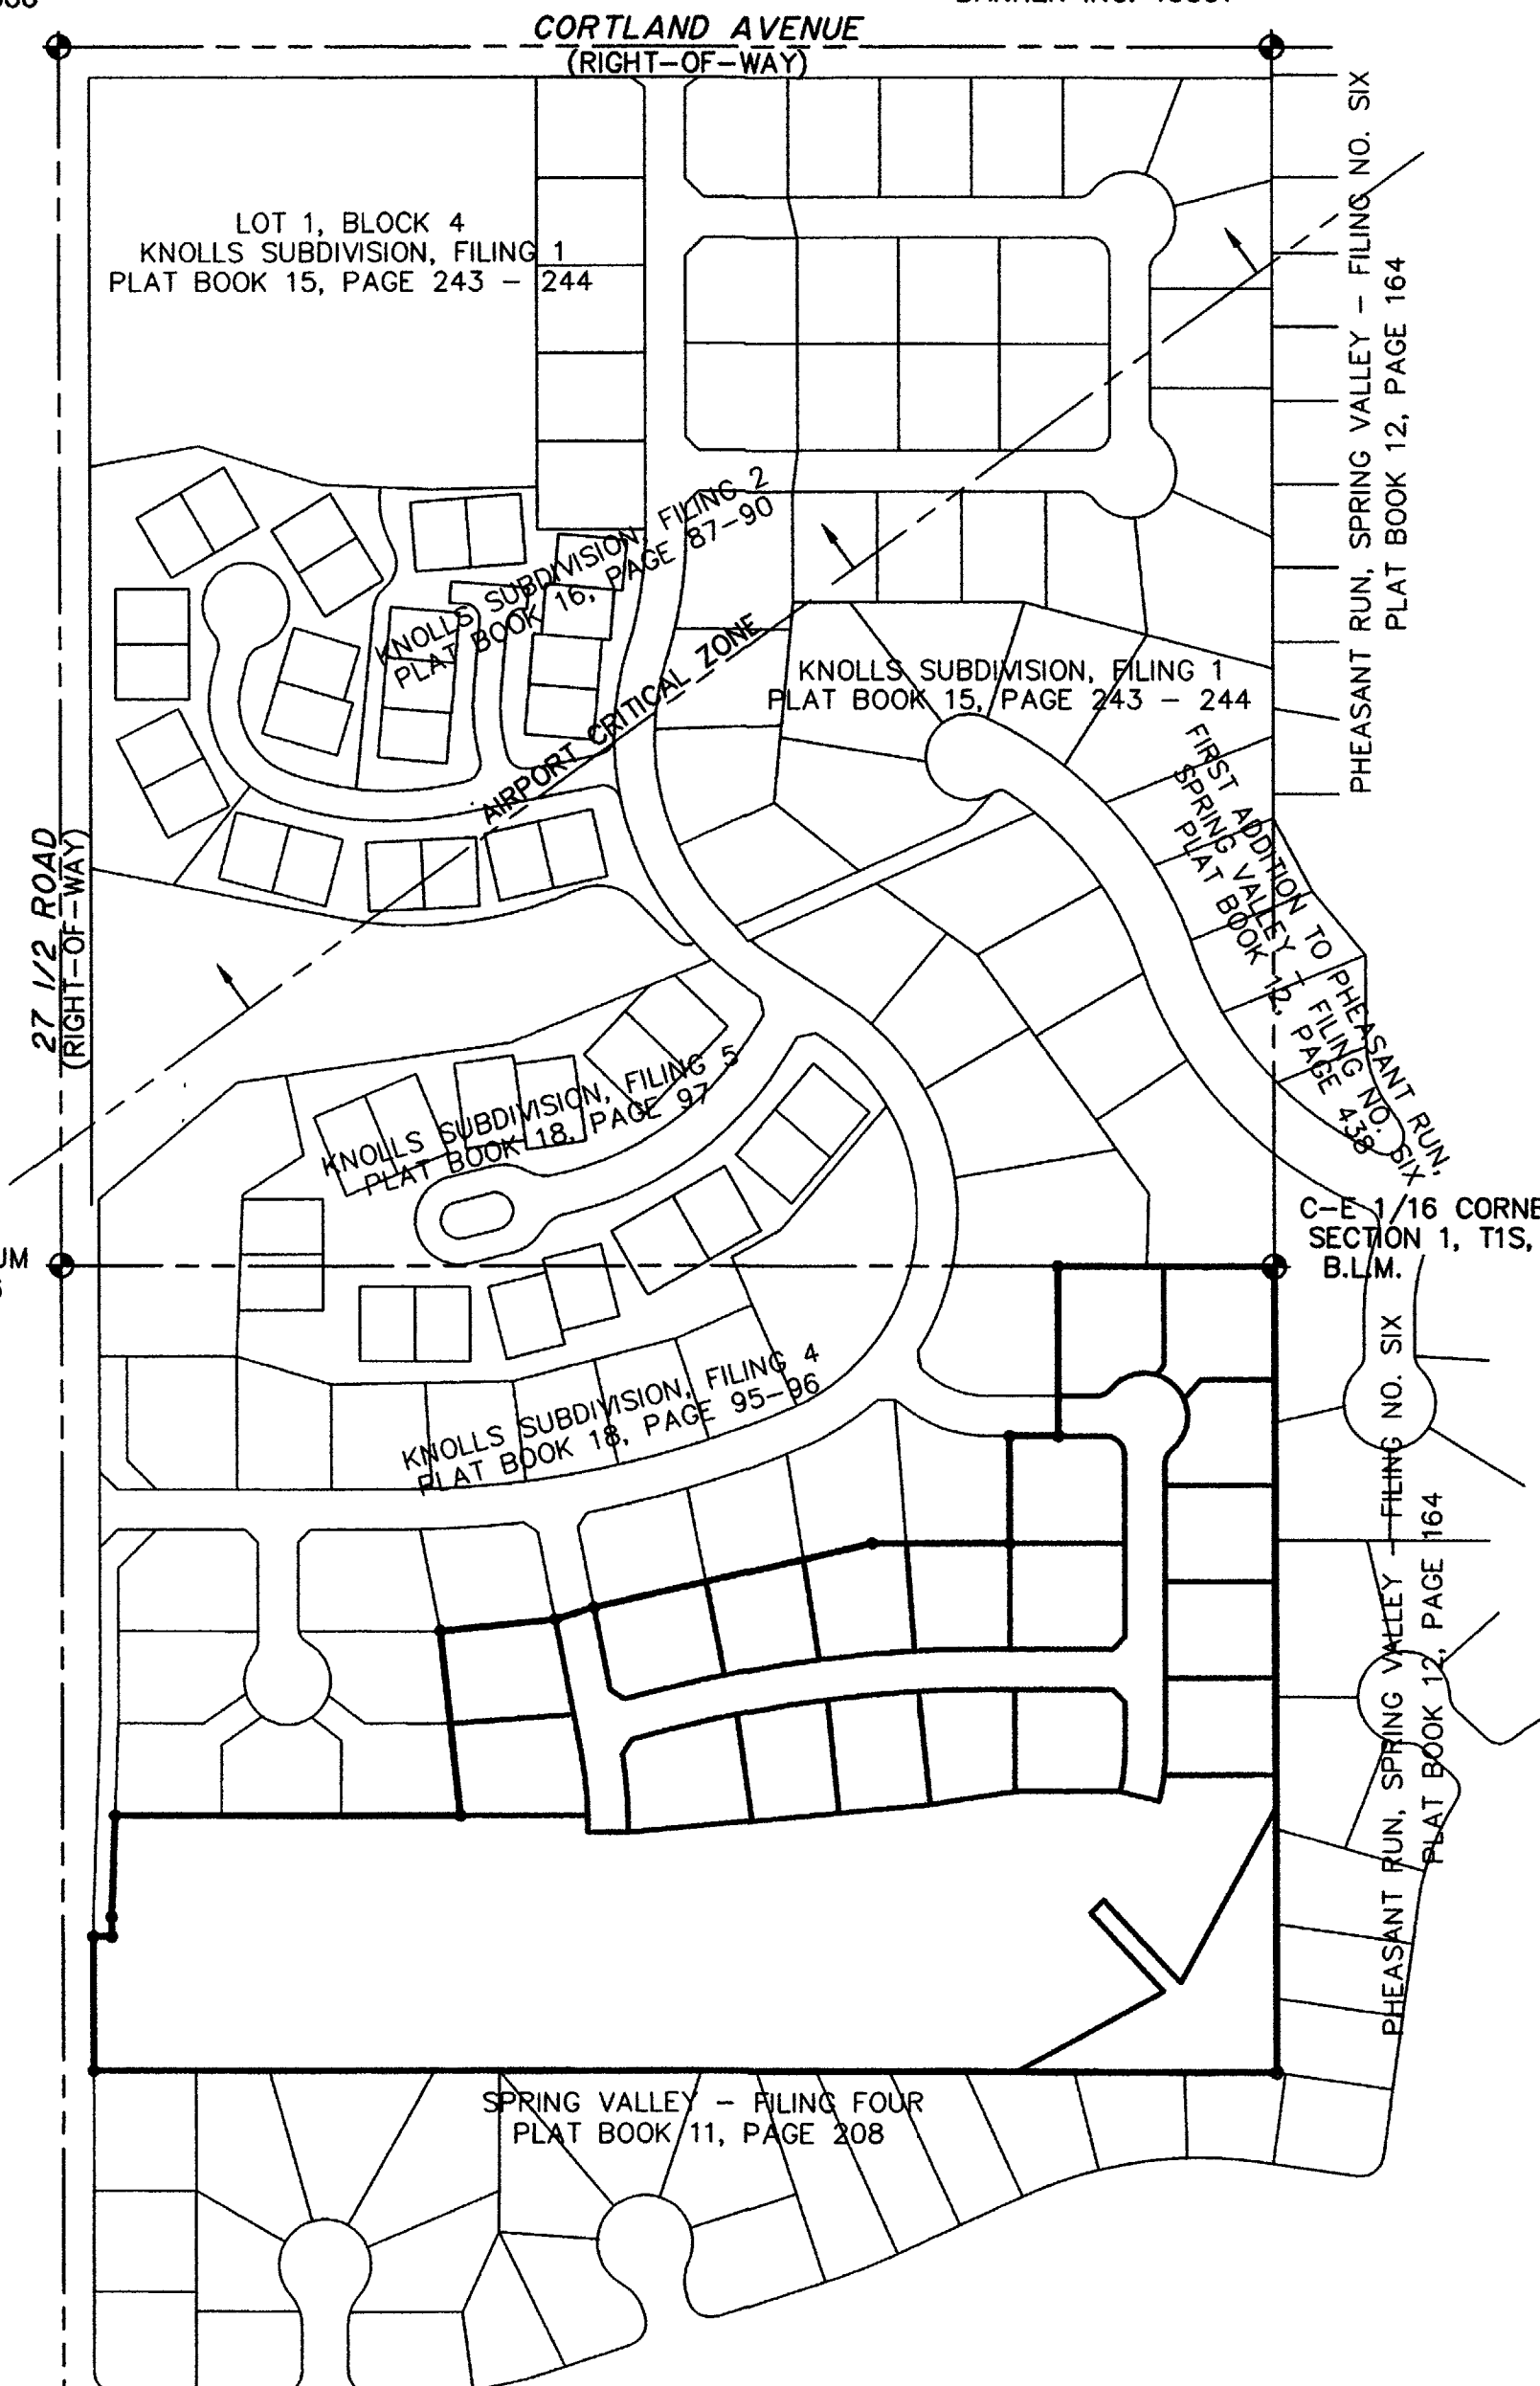 CORTLAND AVENUE
(RIGHT-OF-WAY)
LOT 1, BLOCK 4
KNOLLS SUBDIVISION, FILING 1
PLAT BOOK 15, PAGE 243 - 244
PHEASANT RUN, SPRING VALLEY - FILING NO. SIX
PLAT BOOK 12, PAGE 164
KNOLLS SUBDIVISION, FILING 2
PLAT BOOK 16, PAGE 87-90
AIRPORT CRITICAL ZONE
KNOLLS SUBDIVISION, FILING 1
PLAT BOOK 15, PAGE 243 - 244
FIRST ADDITION TO PHEASANT RUN,
SPRING VALLEY - FILING NO. SIX
PLAT BOOK 12, PAGE 438
27 1/2 ROAD
(RIGHT-OF-WAY)
KNOLLS SUBDIVISION, FILING 5
PLAT BOOK 18, PAGE 97
C-E 1/16 CORNE
SECTION 1, T1S,
B.L.M.
UM
KNOLLS SUBDIVISION, FILING 4
PLAT BOOK 18, PAGE 95-96
PHEASANT RUN, SPRING VALLEY - FILING NO. SIX
PLAT BOOK 12, PAGE 164
SPRING VALLEY - FILING FOUR
PLAT BOOK 11, PAGE 208